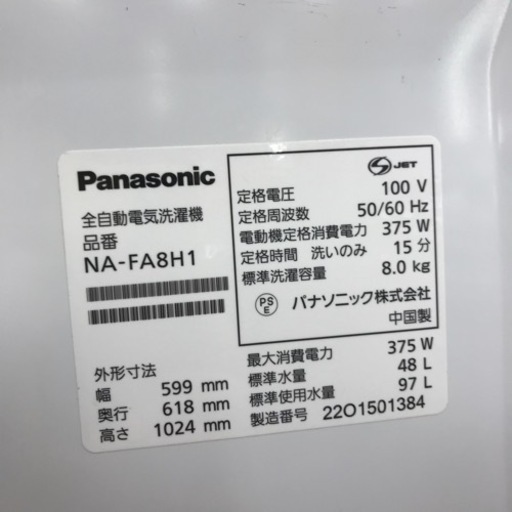 Panasonic
全自動電気洗濯機
品番
NA-FA8H1
外形寸法
幅 599 mm
奥行 618 mm
高さ 1024 mm
S JET
定格電圧 100 V
定格周波数 50/60 Hz
電動機定格消費電力 375 W
定格時間 洗いのみ 15 分
標準洗濯容量 8.0 kg
PS E パナソニック株式会社
中国製
最大消費電力 375 W
標準水量 48 L
標準使用水量 97 L
製造番号 22O1501384